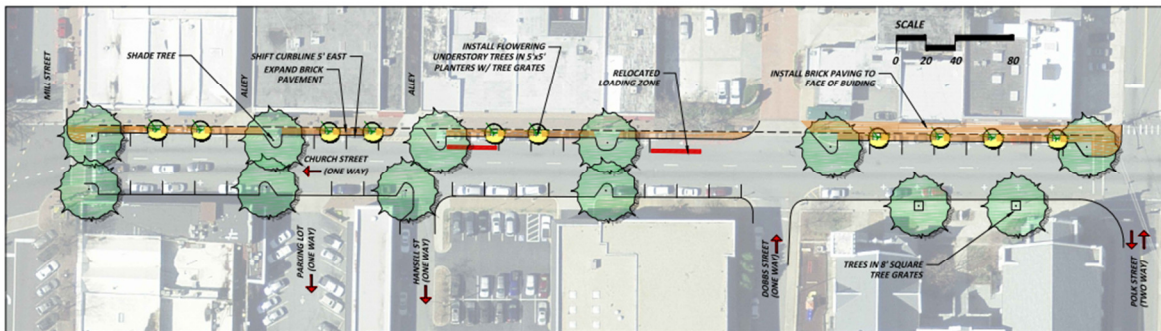 SCALE
0 20 40 80
MILL STREET
SHADE TREE
ALLEY
SHIFT CURBLINE 5' EAST
EXPAND BRICK
PAVEMENT
ALLEY
INSTALL FLOWERING
UNDERSTORY TREES IN 5'x5'
PLANTERS W/ TREE GRATES
RELOCATED
LOADING ZONE
INSTALL BRICK PAVING TO
FACE OF BUIDING
CHURCH STREET
(ONE WAY)
PARKING LOT
(ONE WAY)
HANSELL ST
(ONE WAY)
DOBBS STREET
(ONE WAY)
TREES IN 8' SQUARE
TREE GRATES
POLK STREET
(TWO WAY)